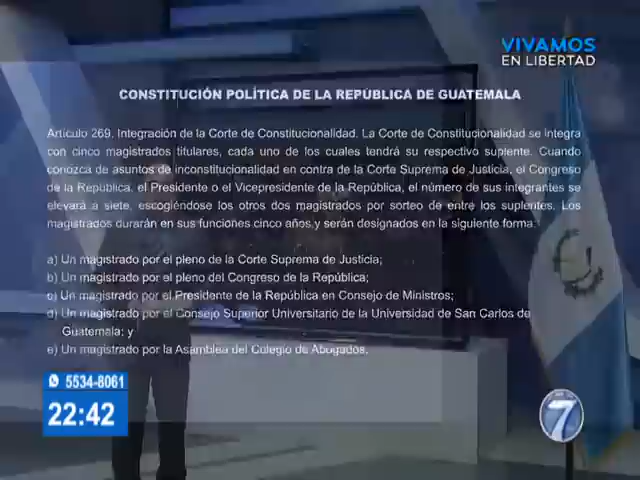 VIVAMOS
EN LIBERTAD
CONSTITUCIÓN POLÍTICA DE LA REPÚBLICA DE GUATEMALA
Artículo 269. Integración de la Corte de Constitucionalidad. La Corte de Constitucionalidad se integra
con cinco magistrados titulares, cada uno de los cuales tendrá su respectivo suplente. Cuando
conozca de asuntos de inconstitucionalidad en contra de la Corte Suprema de Justicia, el Congreso
de la República, el Presidente o el Vicepresidente de la República, el número de sus integrantes se
elevará a siete, escogiéndose los otros dos magistrados por sorteo de entre los suplentes. Los
magistrados durarán en sus funciones cinco años y serán designados en la siguiente forma:
a) Un magistrado por el pleno de la Corte Suprema de Justicia;
b) Un magistrado por el pleno del Congreso de la República;
c) Un magistrado por el Presidente de la República en Consejo de Ministros;
d) Un magistrado por el Consejo Superior Universitario de la Universidad de San Carlos de
Guatemala; y
e) Un magistrado por la Asamblea del Colegio de Abogados.
5534-8061
22:42
7